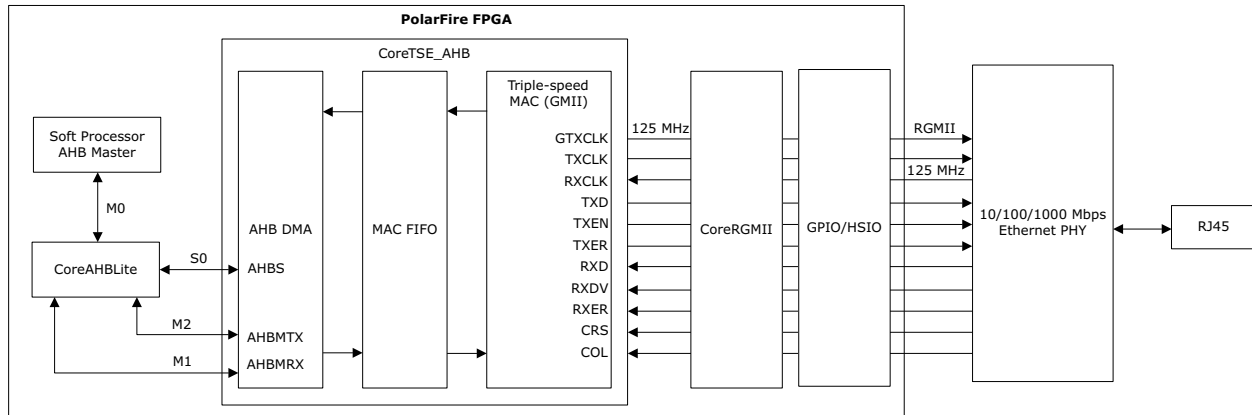 PolarFire FPGA
CoreTSE_AHB
Soft Processor
AHB Master
M0
CoreAHBLite
S0
M2
M1
AHB DMA
AHBS
AHBMTX
AHBMRX
MAC FIFO
Triple-speed
MAC (GMII)
GTXCLK
TXCLK
RXCLK
TXD
TXEN
TXER
RXD
RXDV
RXER
CRS
COL
125 MHz
CoreRGMII
GPIO/HSIO
RGMII
125 MHz
10/100/1000 Mbps
Ethernet PHY
RJ45